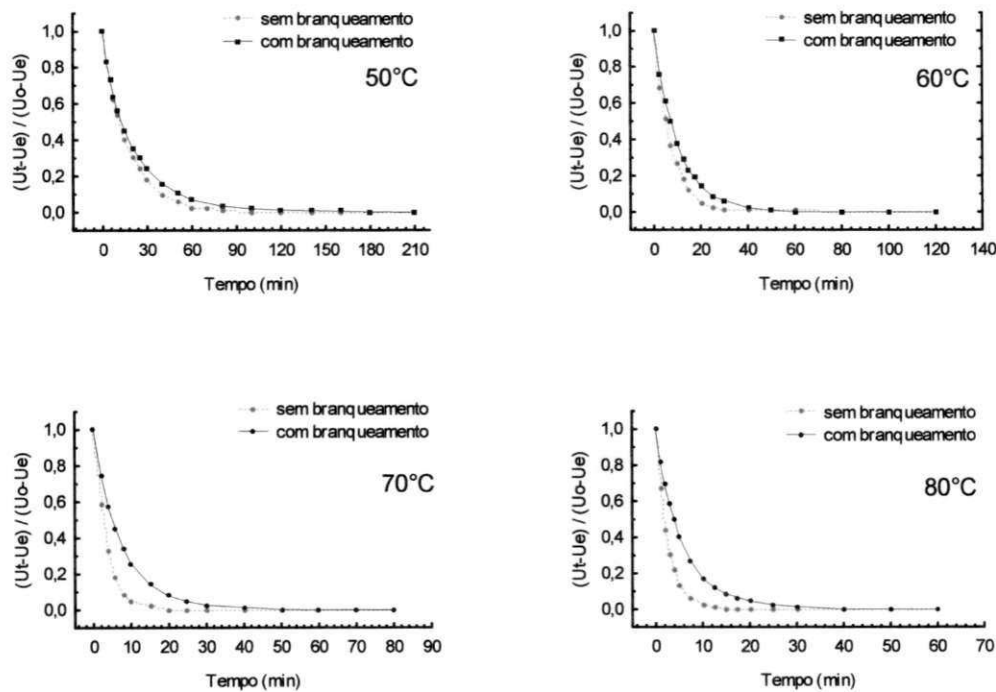 sem branqueamento
com branqueamento
50°C
(Ut-Ue) / (Uo-Ue)
1,0
0,8
0,6
0,4
0,2
0,0
0 30 60 90 120 150 180 210
Tempo (min)
sem branqueamento
com branqueamento
60°C
(Ut-Ue) / (Uo-Ue)
1,0
0,8
0,6
0,4
0,2
0,0
0 20 40 60 80 100 120 140
Tempo (min)
sem branqueamento
com branqueamento
70°C
(Ut-Ue) / (Uo-Ue)
1,0
0,8
0,6
0,4
0,2
0,0
0 10 20 30 40 50 60 70 80 90
Tempo (min)
sem branqueamento
com branqueamento
80°C
(Ut-Ue) / (Uo-Ue)
1,0
0,8
0,6
0,4
0,2
0,0
0 10 20 30 40 50 60 70
Tempo (min)